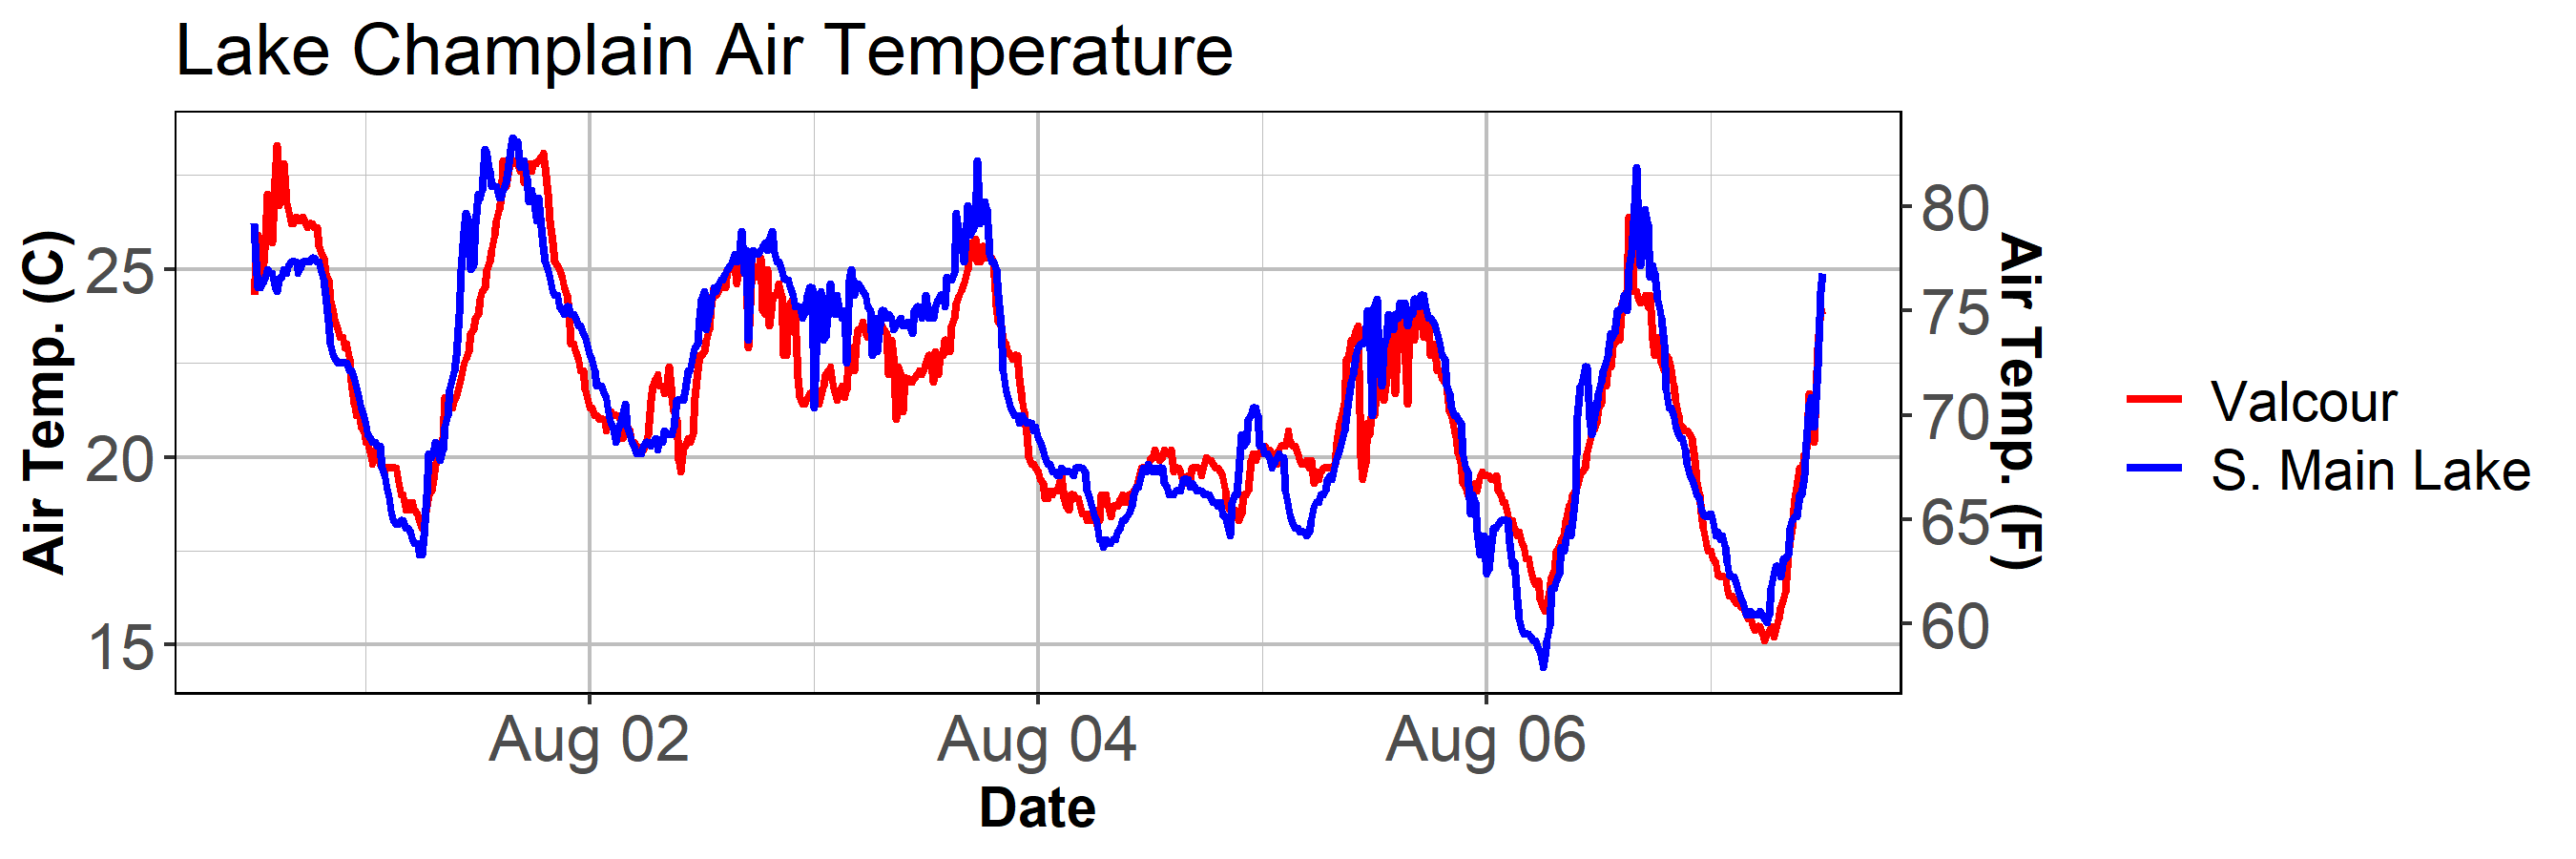 Lake Champlain Air Temperature
Air Temp. (C)
25
20
15
80
75
70
65
60
Air Temp. (F)
Valcour
S. Main Lake
Aug 02
Aug 04
Aug 06
Date